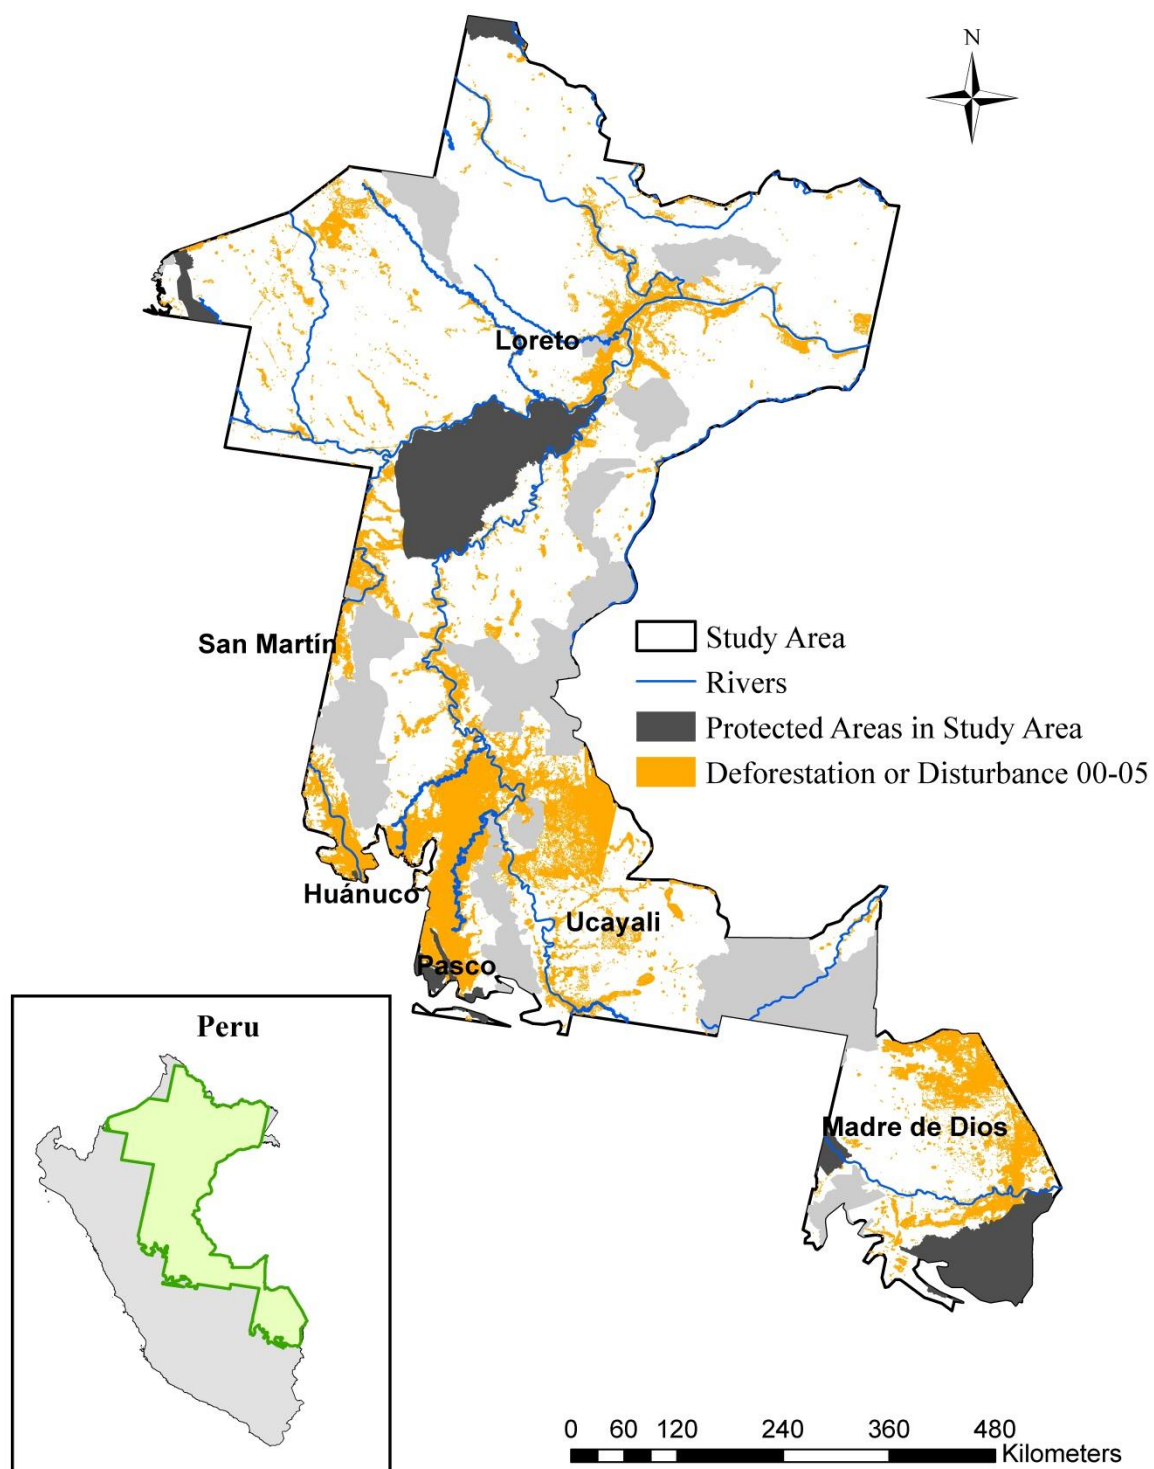 N
Loreto
San Martín
Study Area
Rivers
Protected Areas in Study Area
Deforestation or Disturbance 00-05
Huánuco
Ucayali
Pasco
Peru
Madre de Dios
0 60 120 240 360 480
Kilometers